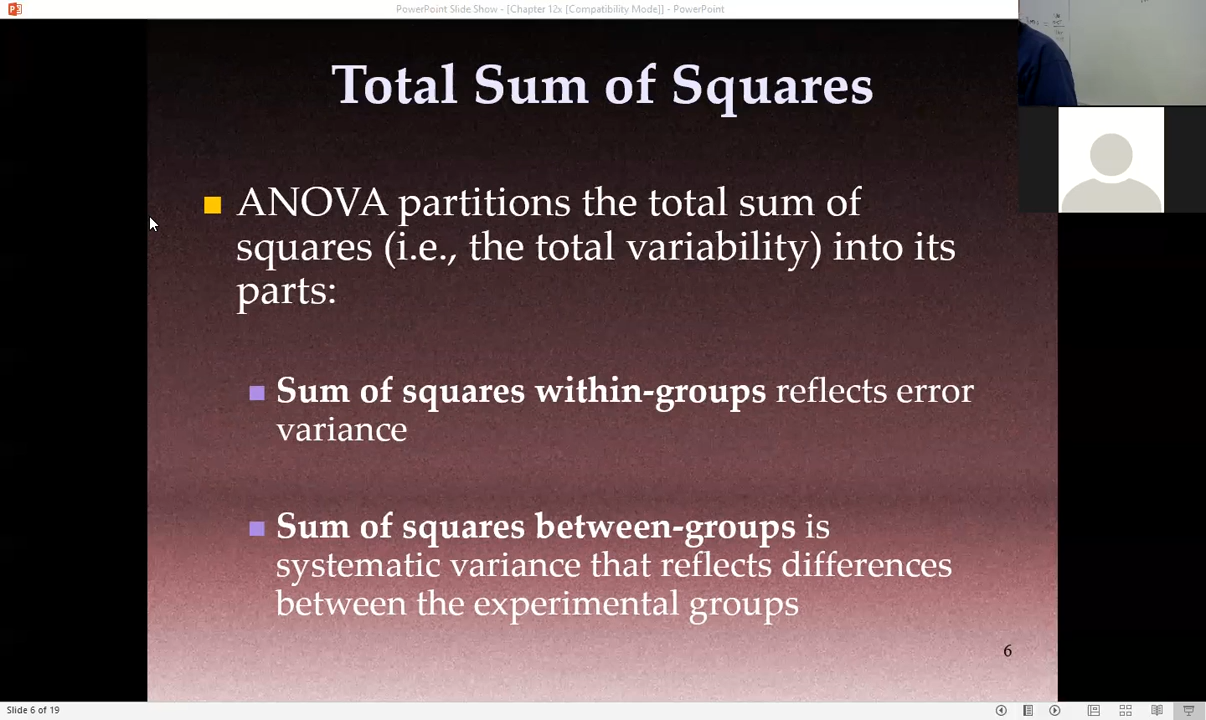 PowerPoint Slide Show - [Chapter 12x [Compatibility Mode]] - PowerPoint
Total Sum of Squares
ANOVA partitions the total sum of
squares (i.e., the total variability) into its
parts:
Sum of squares within-groups reflects error
variance
Sum of squares between-groups is
systematic variance that reflects differences
between the experimental groups
6
Slide 6 of 19